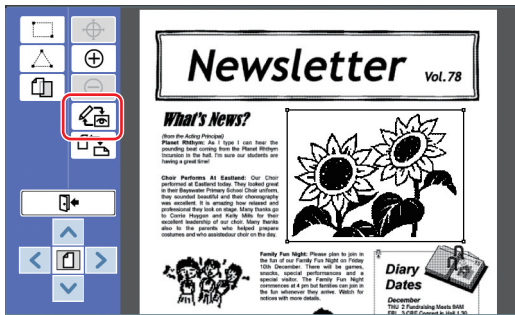 Newsletter Vol. 78
What's News?
(from the Acting Principal)
Planet Rhthym: As I type I can hear the
pounding beat coming from the Planet Rhthym
Incursion in the hall. I'm sure our students are
having a great time!
Choir Performs At Eastland: Our Choir
performed at Eastland today. They looked great
in their Bayswater Primary School Choir uniform,
they sounded beautiful and their choreography
was excellent. It is amazing how relaxed and
professional they look on stage. Many thanks go
to Corrie Huygen and Kelly Mills for their
excellent leadership of our choir. Many thanks
also to the parents who helped prepare
costumes and who assistedour choir on the day.
Family Fun Night: Please plan to join in
the fun of our Family Fun Night on Friday
10th December. There will be games,
snacks, special performances and a
special visitor. The Family Fun Night
commences at 4 pm but families can join in
the fun whenever they arrive. Watch for
notices with more details.
Diary
Dates
December
THU 2 Fundraising Meets 9AM